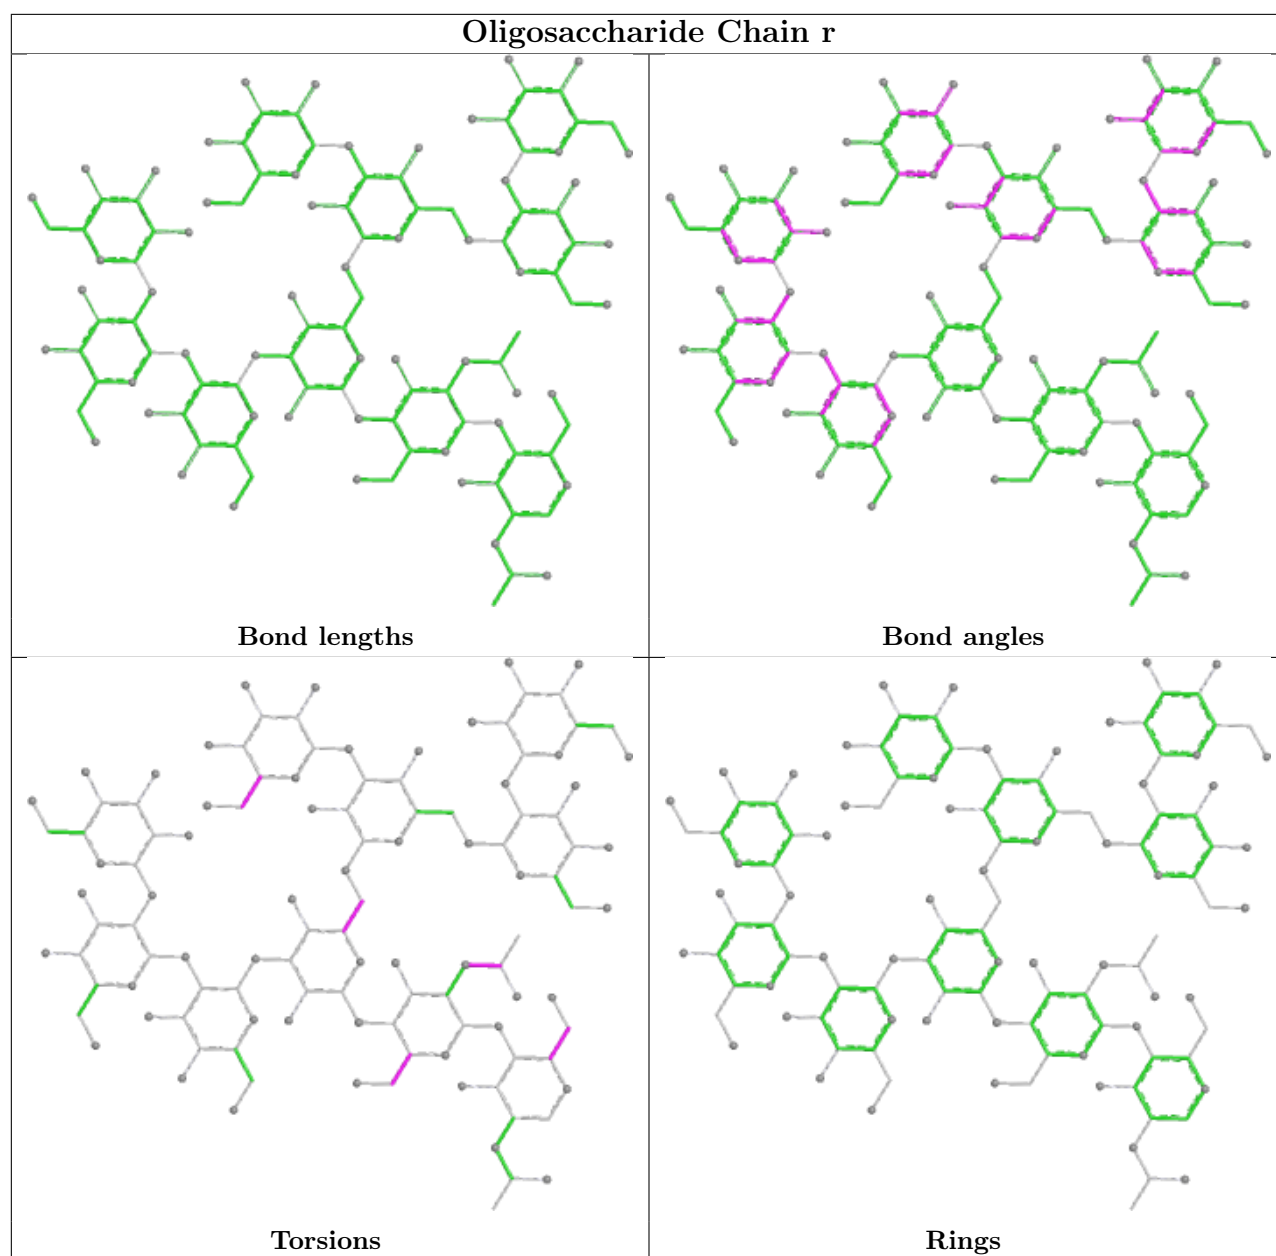 Oligosaccharide Chain r
Bond lengths
Bond angles
Torsions
Rings